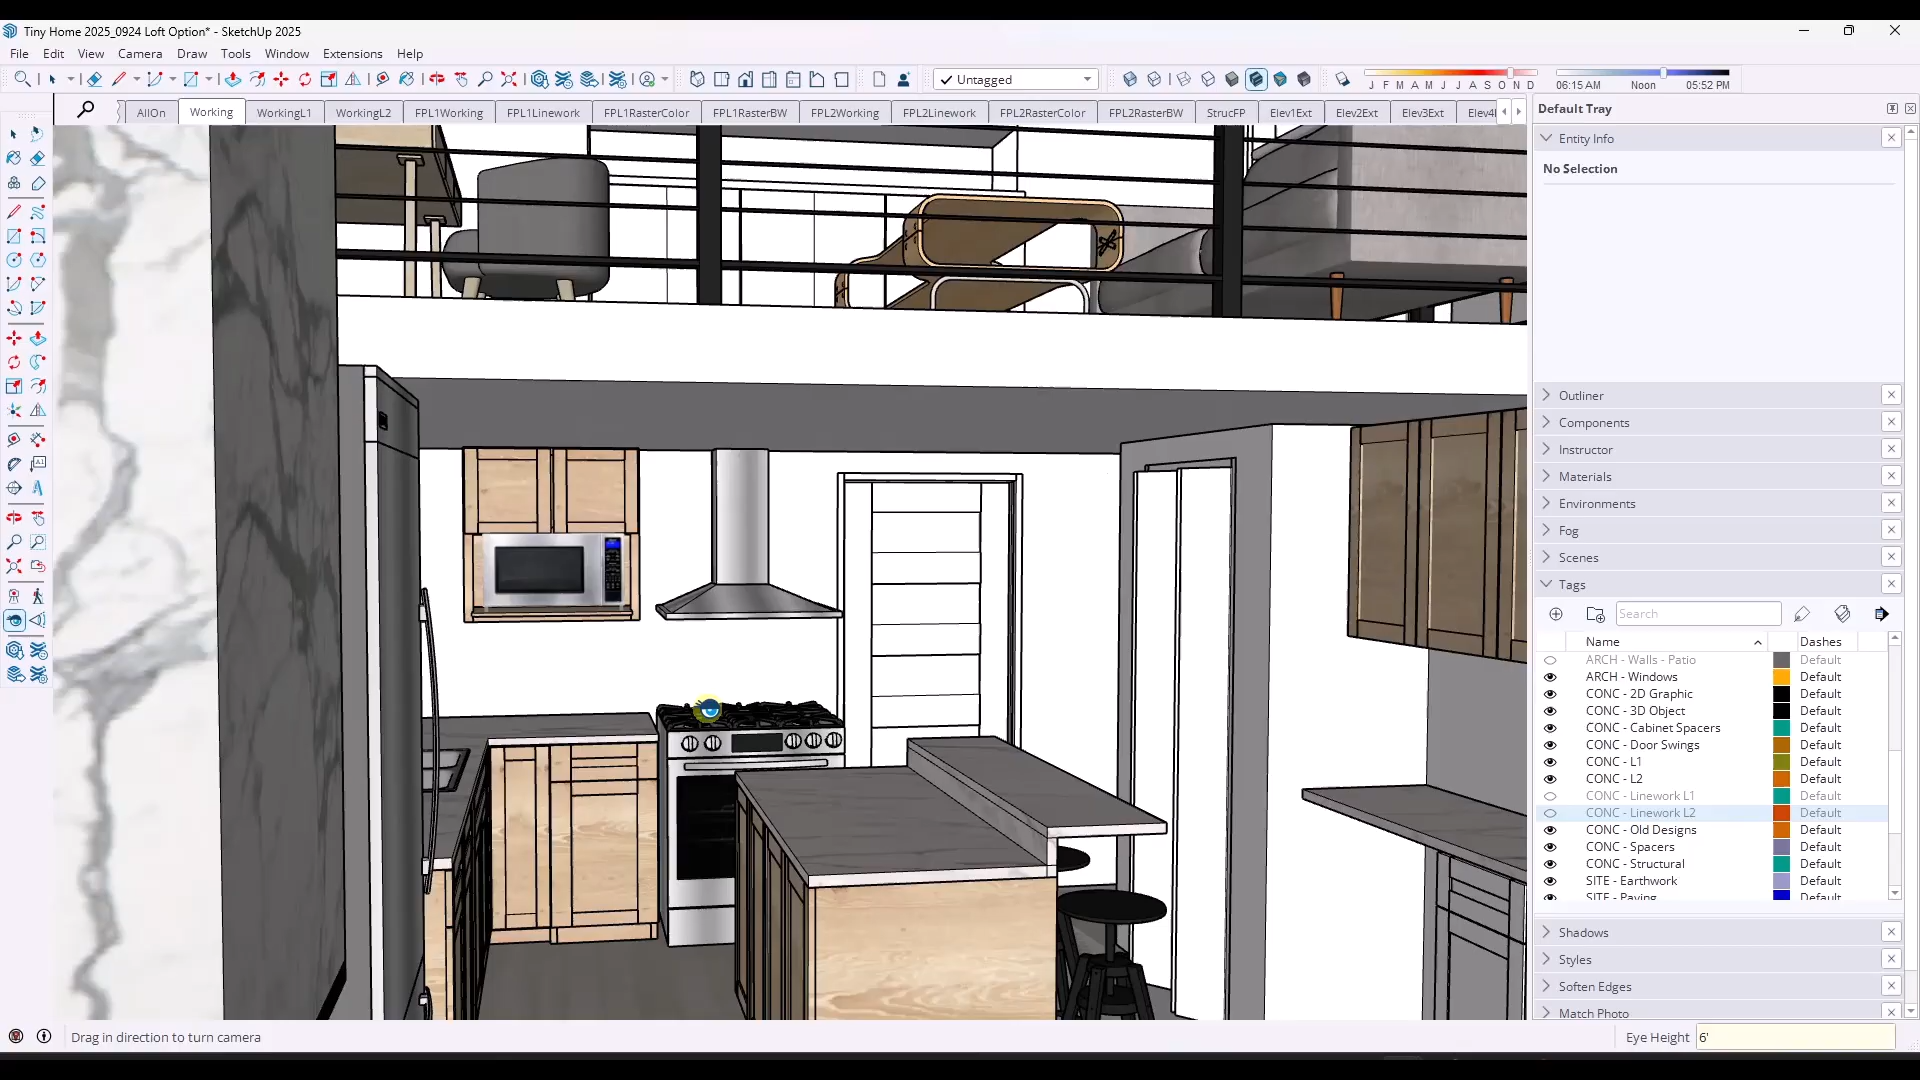 Tiny Home 2025_0924 Loft Option* - SketchUp 2025
File Edit View Camera Draw Tools Window Extensions Help
Untagged
J F M A M J J A S O N D
06:15 AM Noon 05:52 PM
AllOn Working WorkingL1 WorkingL2 FPL1Working FPL1Linework FPL1RasterColor FPL1RasterBW FPL2Working FPL2Linework FPL2RasterColor FPL2RasterBW StrucFP Elev1Ext Elev2Ext Elev3Ext
Default Tray
Entity Info
No Selection
Outliner
Components
Instructor
Materials
Environments
Fog
Scenes
Tags
Search
Name Dashes
ARCH - Walls - Patio Default
ARCH - Windows Default
CONC - 2D Graphic Default
CONC - 3D Object Default
CONC - Cabinet Spacers Default
CONC - Door Swings Default
CONC - L1 Default
CONC - L2 Default
CONC - Linework L1 Default
CONC - Linework L2 Default
CONC - Old Designs Default
CONC - Spacers Default
CONC - Structural Default
SITE - Earthwork Default
SITE - Paving Default
Shadows
Styles
Soften Edges
Match Photo
Drag in direction to turn camera
Eye Height 6'